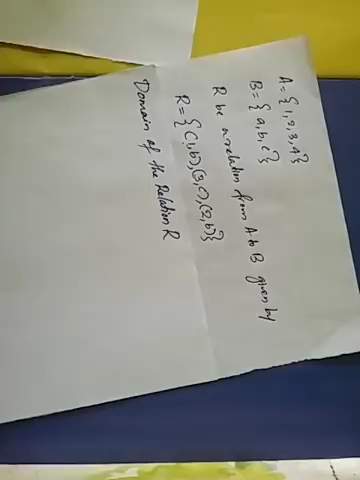 A = {1,2,3,4}
B = {a,b,c}
R be a relation from A to B given by
R = {(1,b),(3,c),(2,b)}
Domain of the Relation R